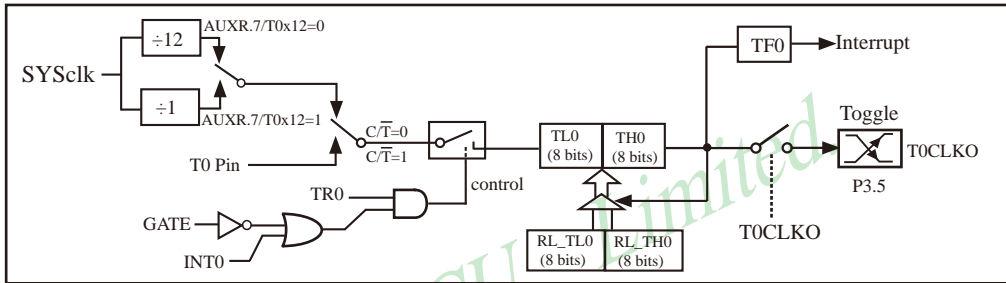 AUXR.7/T0x12=0
÷12
SYSclk
÷1
AUXR.7/T0x12=1
T0 Pin
C/T̅=0
C/T̅=1
TR0
control
GATE
INT0
TL0
(8 bits)
TH0
(8 bits)
RL_TL0
(8 bits)
RL_TH0
(8 bits)
TF0
Interrupt
Toggle
T0CLKO
P3.5
T0CLKO
Limited.